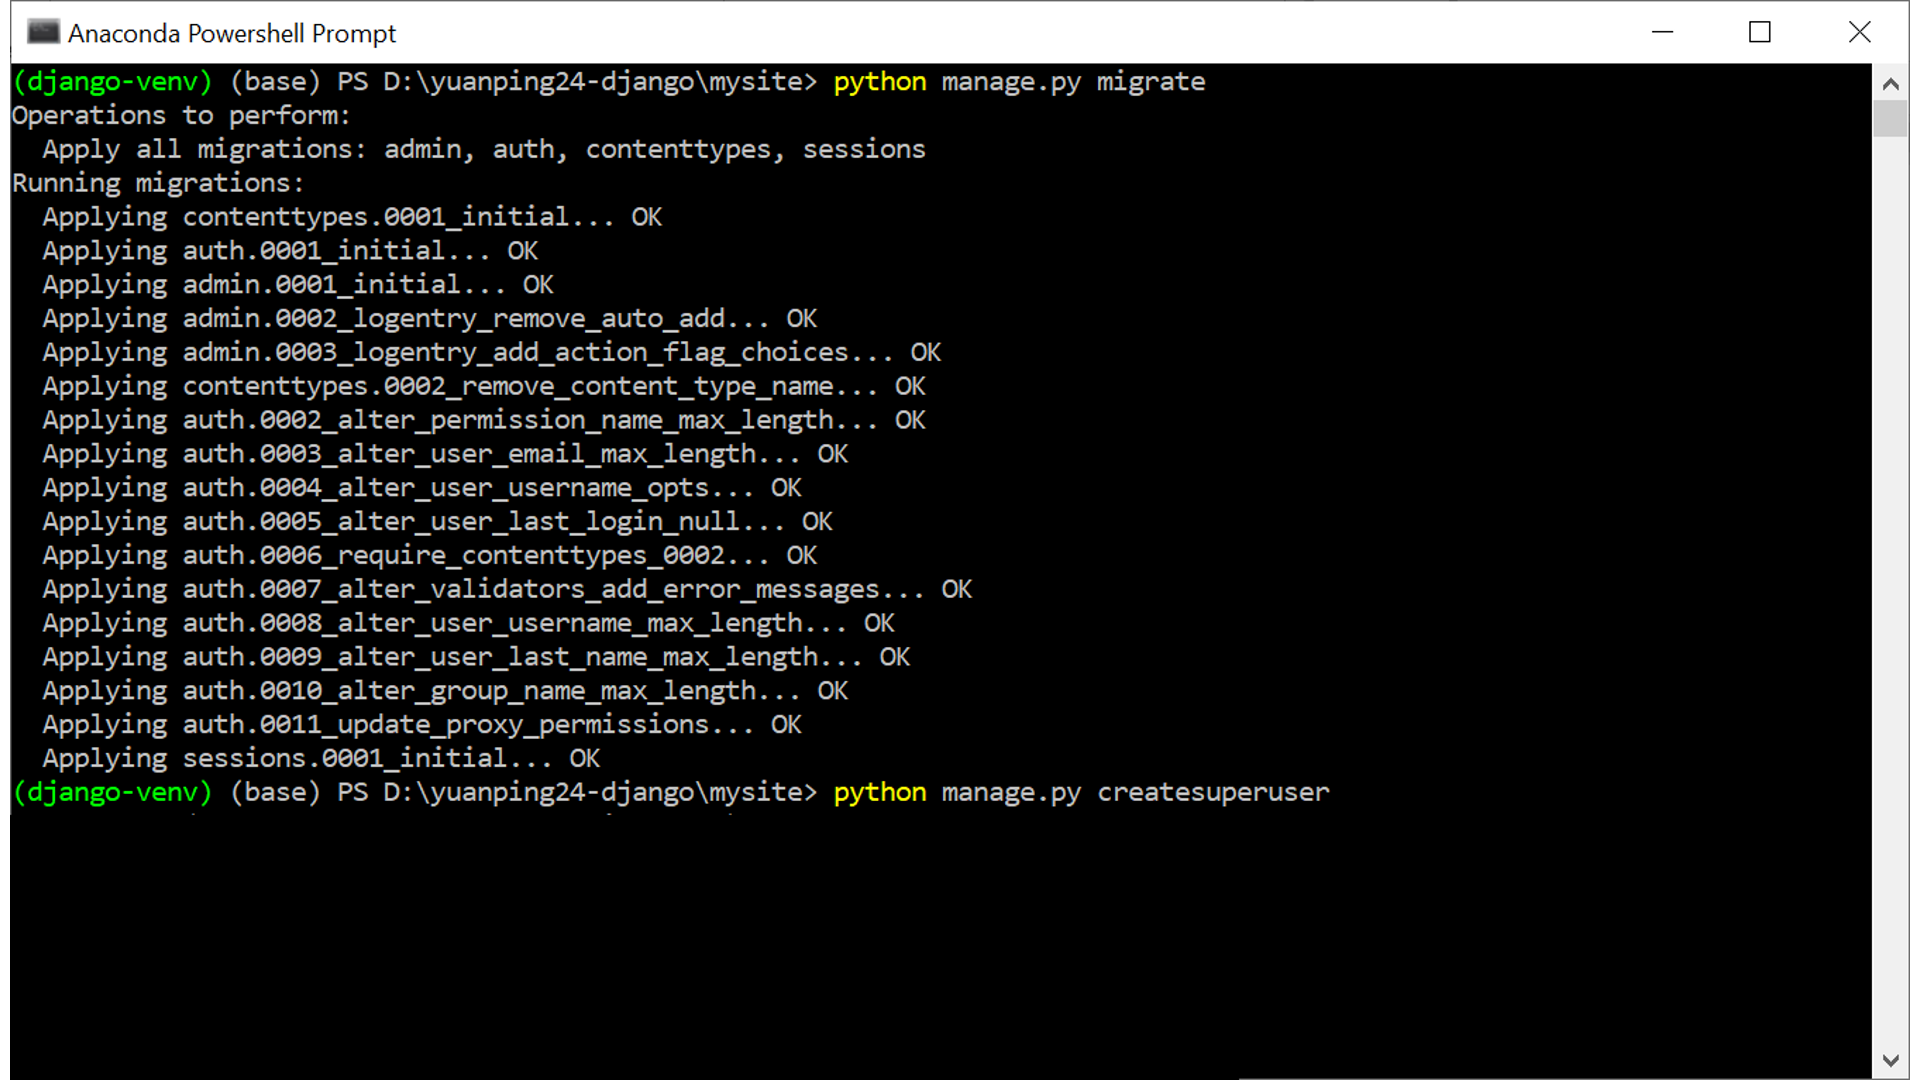 Anaconda Powershell Prompt
(django-venv) (base) PS D:\yuanping24-django\mysite> python manage.py migrate
Operations to perform:
  Apply all migrations: admin, auth, contenttypes, sessions
Running migrations:
  Applying contenttypes.0001_initial... OK
  Applying auth.0001_initial... OK
  Applying admin.0001_initial... OK
  Applying admin.0002_logentry_remove_auto_add... OK
  Applying admin.0003_logentry_add_action_flag_choices... OK
  Applying contenttypes.0002_remove_content_type_name... OK
  Applying auth.0002_alter_permission_name_max_length... OK
  Applying auth.0003_alter_user_email_max_length... OK
  Applying auth.0004_alter_user_username_opts... OK
  Applying auth.0005_alter_user_last_login_null... OK
  Applying auth.0006_require_contenttypes_0002... OK
  Applying auth.0007_alter_validators_add_error_messages... OK
  Applying auth.0008_alter_user_username_max_length... OK
  Applying auth.0009_alter_user_last_name_max_length... OK
  Applying auth.0010_alter_group_name_max_length... OK
  Applying auth.0011_update_proxy_permissions... OK
  Applying sessions.0001_initial... OK
(django-venv) (base) PS D:\yuanping24-django\mysite> python manage.py createsuperuser